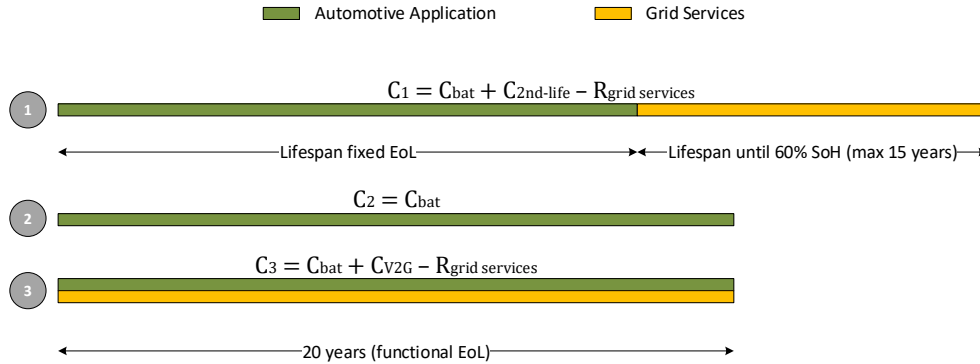 Automotive Application Grid Services
C1 = Cbat + C2nd-life – Rgrid services
1
Lifespan fixed EoL Lifespan until 60% SoH (max 15 years)
C2 = Cbat
2
C3 = Cbat + CV2G – Rgrid services
3
20 years (functional EoL)